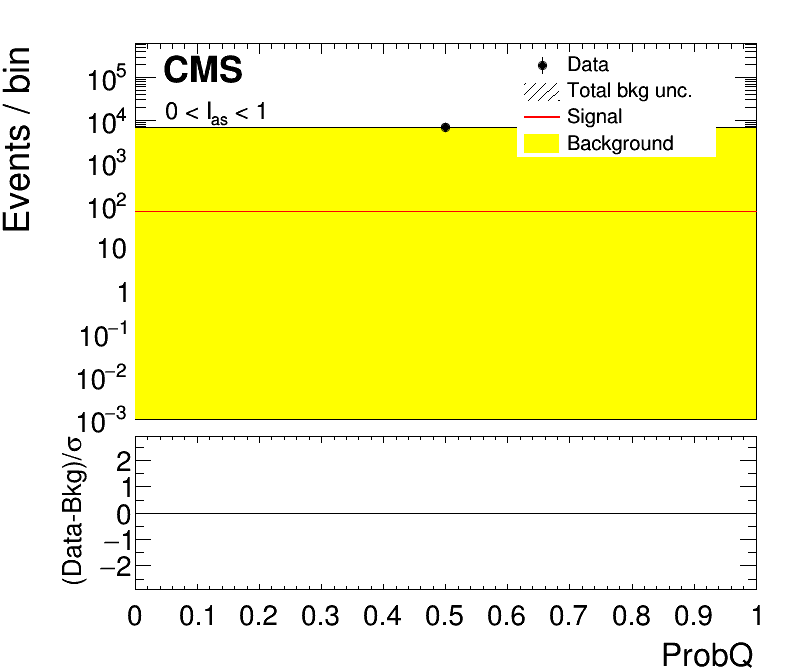 CMS
0 < I_as < 1
Data
Total bkg unc.
Signal
Background
Events / bin
10^5
10^4
10^3
10^2
10
1
10^−1
10^−2
10^−3
(Data-Bkg)/σ
2
1
0
−1
−2
0 0.1 0.2 0.3 0.4 0.5 0.6 0.7 0.8 0.9 1
ProbQ